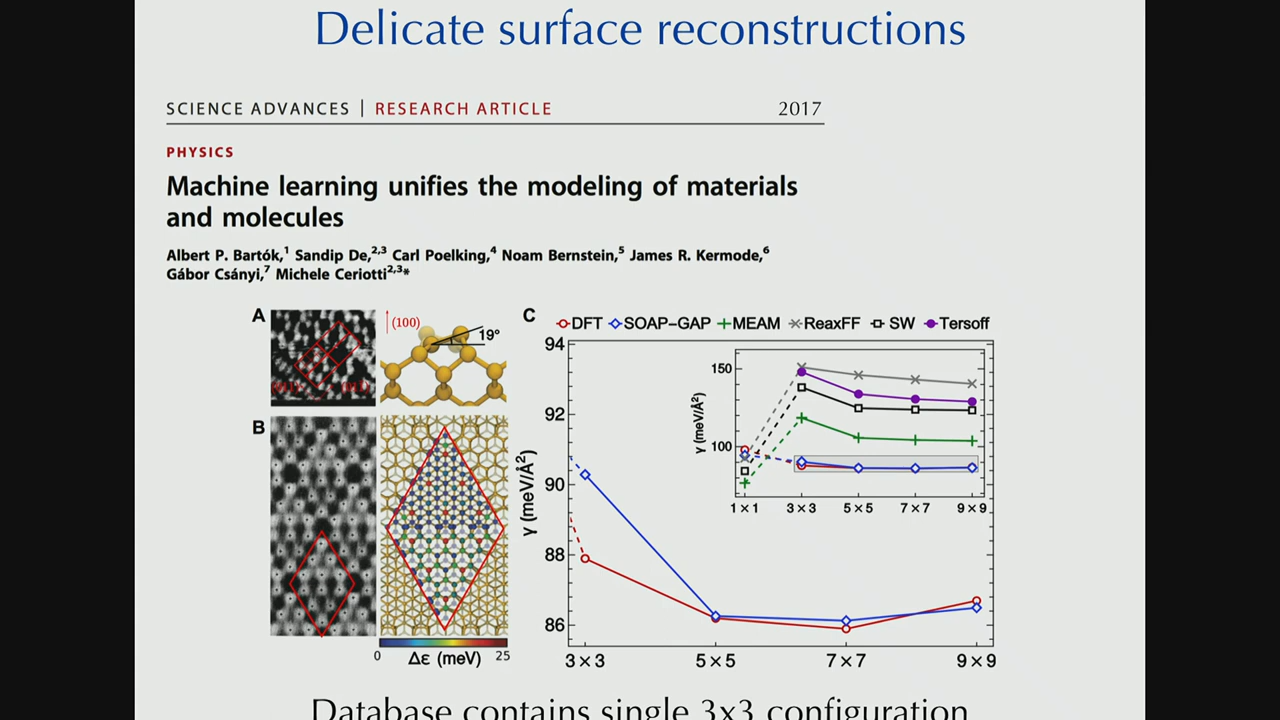 Delicate surface reconstructions
SCIENCE ADVANCES | RESEARCH ARTICLE 2017
PHYSICS
Machine learning unifies the modeling of materials
and molecules
Albert P. Bartók,¹ Sandip De,²,³ Carl Poelking,⁴ Noam Bernstein,⁵ James R. Kermode,⁶
Gábor Csányi,⁷ Michele Ceriotti²,³*
A
(100)
19°
B
0 Δε (meV) 25
C
DFT SOAP-GAP MEAM ReaxFF SW Tersoff
94
92
90
88
86
γ (meV/Å²)
3×3 5×5 7×7 9×9
150
100
γ (meV/Å²)
1×1 3×3 5×5 7×7 9×9
Database contains single 3x3 configuration